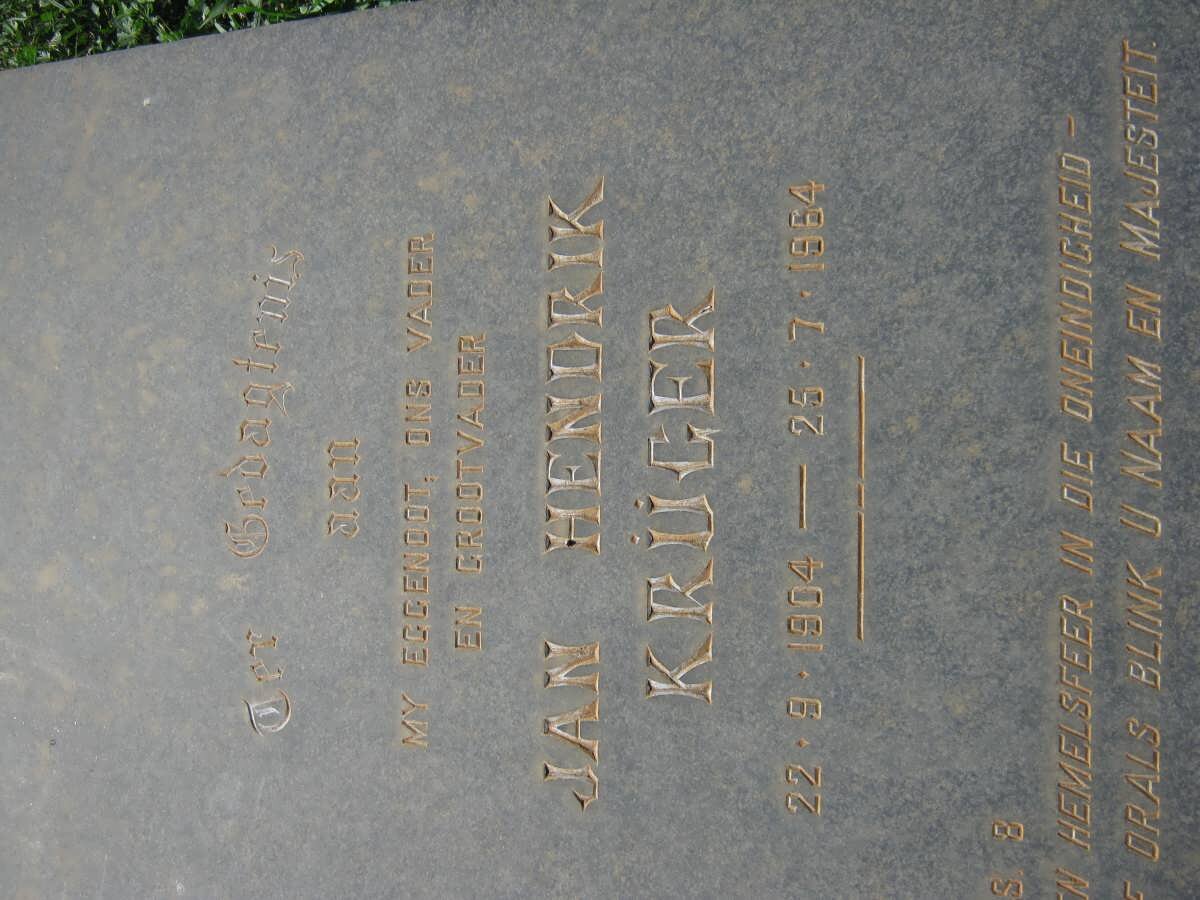 Ter Gedagtenis
aan
MY EGGENOOT, ONS VADER
EN GROOTVADER
JAN HENDRIK
KRÜGER
22·9·1904 — 25·7·1964
S. 8
HEMELSFEER IN DIE ONEINDIGHEID –
ORALS BLINK U NAAM EN MAJESTEIT.